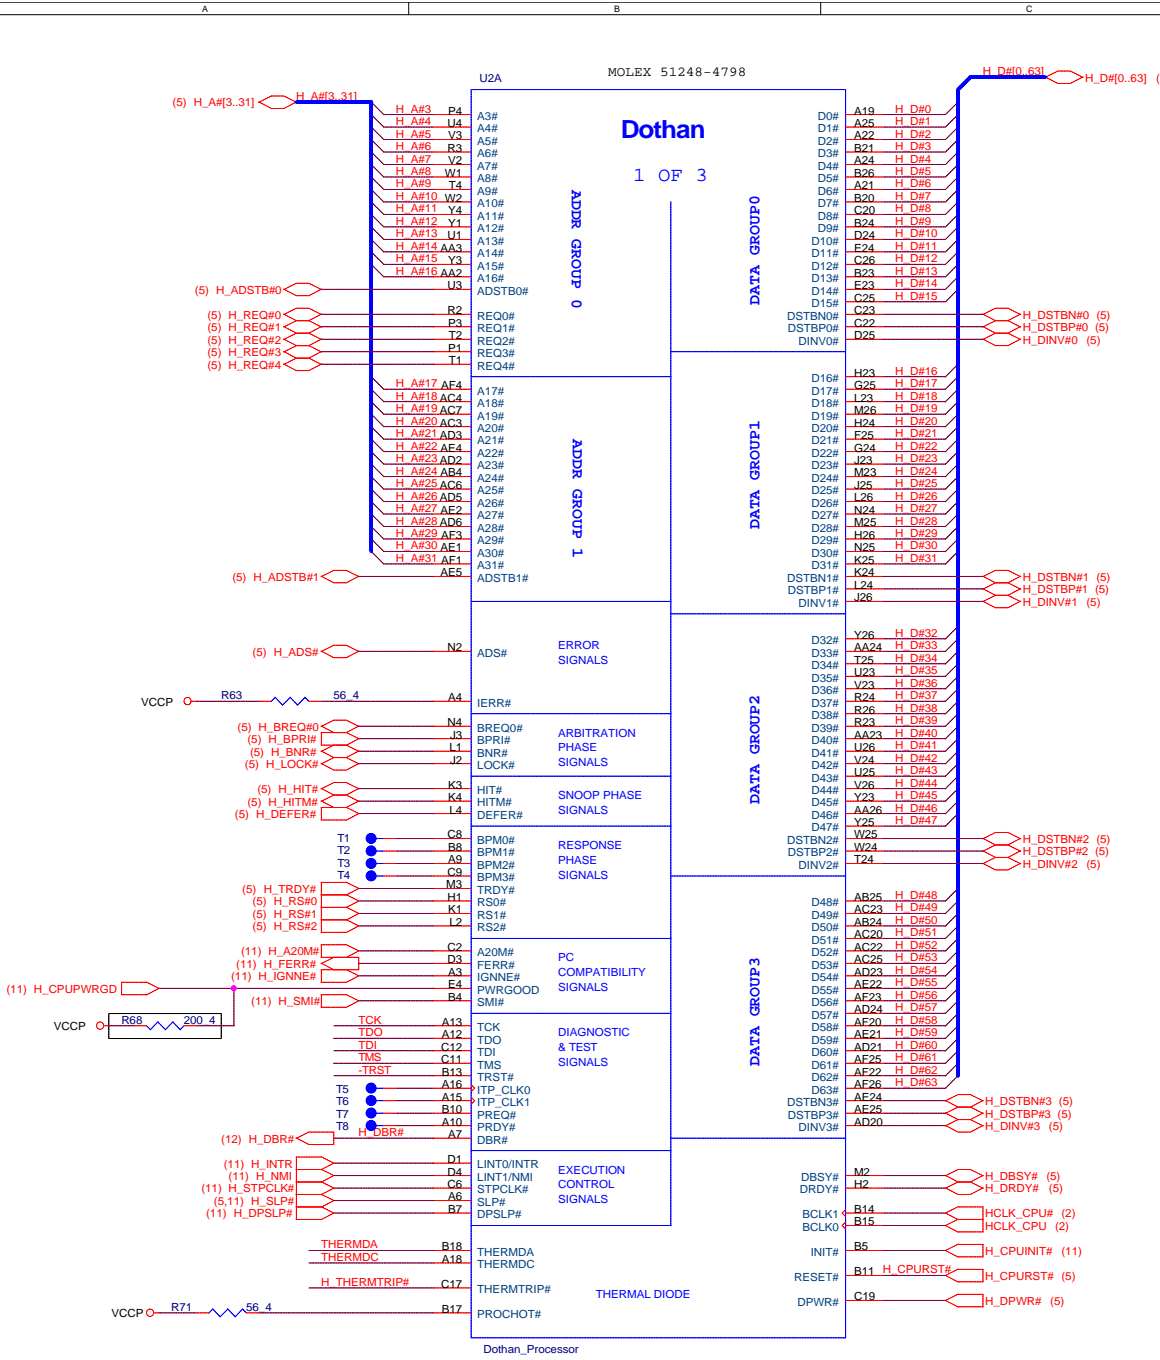 A B C
U2A MOLEX 51248-4798 H_D#[0..63] H_D#[0..63] (
(5) H_A#[3..31] H_A#[3..31]
Dothan
1 OF 3
H_A#3 P4 A3# D0# A19 H_D#0
H_A#4 U4 A4# D1# A25 H_D#1
H_A#5 V3 A5# D2# A22 H_D#2
H_A#6 R3 A6# D3# B21 H_D#3
H_A#7 V2 A7# D4# A24 H_D#4
H_A#8 W1 A8# D5# B26 H_D#5
H_A#9 T4 A9# D6# A21 H_D#6
H_A#10 W2 A10# D7# B20 H_D#7
H_A#11 Y4 A11# D8# C20 H_D#8
H_A#12 Y1 A12# D9# B24 H_D#9
H_A#13 U1 A13# D10# D24 H_D#10
H_A#14 AA3 A14# D11# E24 H_D#11
H_A#15 Y3 A15# D12# C26 H_D#12
H_A#16 AA2 A16# D13# B23 H_D#13
(5) H_ADSTB#0 U3 ADSTB0# D14# E23 H_D#14
D15# C25 H_D#15
ADDR GROUP 0
DATA GROUP0
(5) H_REQ#0 R2 REQ0# DSTBN0# C23 H_DSTBN#0 (5)
(5) H_REQ#1 P3 REQ1# DSTBP0# C22 H_DSTBP#0 (5)
(5) H_REQ#2 T2 REQ2# DINV0# D25 H_DINV#0 (5)
(5) H_REQ#3 P1 REQ3#
(5) H_REQ#4 T1 REQ4#
D16# H23 H_D#16
H_A#17 AF4 A17# D17# G25 H_D#17
H_A#18 AC4 A18# D18# L23 H_D#18
H_A#19 AC7 A19# D19# M26 H_D#19
H_A#20 AC3 A20# D20# H24 H_D#20
H_A#21 AD3 A21# D21# F25 H_D#21
H_A#22 AE4 A22# D22# G24 H_D#22
H_A#23 AD2 A23# D23# J23 H_D#23
H_A#24 AB4 A24# D24# M23 H_D#24
H_A#25 AC6 A25# D25# J25 H_D#25
H_A#26 AD5 A26# D26# L26 H_D#26
H_A#27 AE2 A27# D27# N24 H_D#27
H_A#28 AD6 A28# D28# M25 H_D#28
H_A#29 AF3 A29# D29# H26 H_D#29
H_A#30 AE1 A30# D30# N25 H_D#30
H_A#31 AF1 A31# D31# K25 H_D#31
ADDR GROUP 1
DATA GROUP1
(5) H_ADSTB#1 AE5 ADSTB1# DSTBN1# K24 H_DSTBN#1 (5)
DSTBP1# L24 H_DSTBP#1 (5)
DINV1# J26 H_DINV#1 (5)
D32# Y26 H_D#32
(5) H_ADS# N2 ADS# ERROR SIGNALS D33# AA24 H_D#33
D34# T25 H_D#34
D35# U23 H_D#35
D36# V23 H_D#36
VCCP R63 56_4 A4 IERR# D37# R24 H_D#37
D38# R26 H_D#38
D39# R23 H_D#39
(5) H_BREQ#0 N4 BREQ0# D40# AA23 H_D#40
(5) H_BPRI# J3 BPRI# ARBITRATION PHASE SIGNALS D41# U26 H_D#41
(5) H_BNR# L1 BNR# D42# V24 H_D#42
(5) H_LOCK# J2 LOCK# D43# U25 H_D#43
DATA GROUP2
(5) H_HIT# K3 HIT# SNOOP PHASE SIGNALS D44# V26 H_D#44
(5) H_HITM# K4 HITM# D45# Y23 H_D#45
(5) H_DEFER# L4 DEFER# D46# AA26 H_D#46
D47# Y25 H_D#47
T1 C8 BPM0# RESPONSE PHASE SIGNALS DSTBN2# W25 H_DSTBN#2 (5)
T2 B8 BPM1# DSTBP2# W24 H_DSTBP#2 (5)
T3 A9 BPM2# DINV2# T24 H_DINV#2 (5)
T4 C9 BPM3#
(5) H_TRDY# M3 TRDY# D48# AB25 H_D#48
(5) H_RS#0 H1 RS0# D49# AC23 H_D#49
(5) H_RS#1 K1 RS1# D50# AB24 H_D#50
(5) H_RS#2 L2 RS2# D51# AC20 H_D#51
(11) H_A20M# C2 A20M# PC COMPATIBILITY SIGNALS D52# AC22 H_D#52
(11) H_FERR# D3 FERR# D53# AC25 H_D#53
(11) H_IGNNE# A3 IGNNE# D54# AD23 H_D#54
(11) H_CPUPWRGD E4 PWRGOOD D55# AE22 H_D#55
(11) H_SMI# B4 SMI# D56# AF23 H_D#56
DATA GROUP3
VCCP R68 200_4 D57# AD24 H_D#57
TCK A13 TCK DIAGNOSTIC & TEST SIGNALS D58# AF20 H_D#58
TDO A12 TDO D59# AE21 H_D#59
TDI C12 TDI D60# AD21 H_D#60
TMS C11 TMS D61# AF25 H_D#61
-TRST B13 TRST# D62# AF22 H_D#62
T5 A16 ITP_CLK0 D63# AF26 H_D#63
T6 A15 ITP_CLK1 DSTBN3# AE24 H_DSTBN#3 (5)
T7 B10 PREQ# DSTBP3# AE25 H_DSTBP#3 (5)
T8 A10 PRDY# DINV3# AD20 H_DINV#3 (5)
(12) H_DBR# H_DBR# A7 DBR#
(11) H_INTR D1 LINT0/INTR EXECUTION CONTROL SIGNALS DBSY# M2 H_DBSY# (5)
(11) H_NMI D4 LINT1/NMI DRDY# H2 H_DRDY# (5)
(11) H_STPCLK# C6 STPCLK#
(5,11) H_SLP# A6 SLP# BCLK1 B14 HCLK_CPU# (2)
(11) H_DPSLP# B7 DPSLP# BCLK0 B15 HCLK_CPU (2)
THERMDA B18 THERMDA INIT# B5 H_CPUINIT# (11)
THERMDC A18 THERMDC
H_THERMTRIP# C17 THERMTRIP# RESET# B11 H_CPURST# H_CPURST# (5)
THERMAL DIODE
VCCP R71 56_4 B17 PROCHOT# DPWR# C19 H_DPWR# (5)
Dothan_Processor